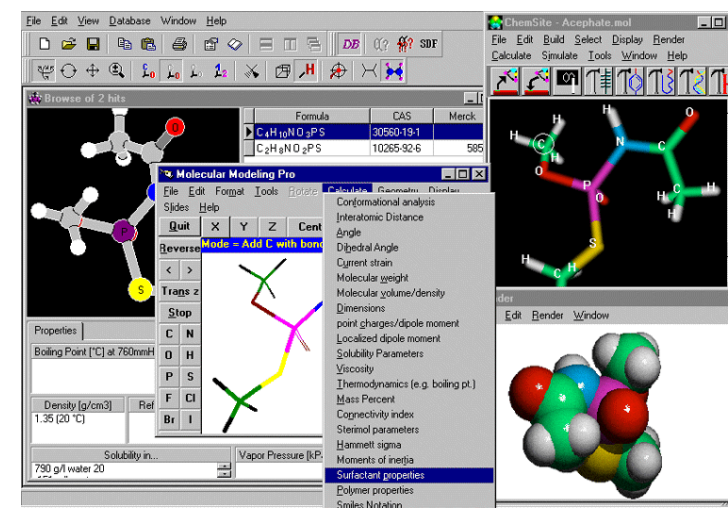 File Edit View Database Window Help
DB SDF
Browse of 2 hits
Formula CAS Merck
C4H10NO3PS 30560-19-1
C2H8NO2PS 10265-92-6 585
O
P
S
Properties
Boiling Point [°C] at 760mmH
Density [g/cm3] Ref
1.35 (20 °C)
Solubility in... Vapor Pressure [kP
790 g/l water 20
Molecular Modeling Pro
File Edit Format Tools Rotate Calculate Geometry Display
Slides Help
Quit X Y Z Cent
Reverse Mode = Add C with bond
< >
Trans z
Stop
C N
O H
P S
F Cl
Br I
Conformational analysis
Interatomic Distance
Angle
Dihedral Angle
Current strain
Molecular weight
Molecular volume/density
Dimensions
point charges/dipole moment
Localized dipole moment
Solubility Parameters
Viscosity
Thermodynamics (e.g. boiling pt.)
Mass Percent
Connectivity index
Sterimol parameters
Hammett sigma
Moments of inertia
Surfactant properties
Polymer properties
Smiles Notation
ChemSite - Acephate.mol
File Edit Build Select Display Render
Calculate Simulate Tools Window Help
H O
H H N C
H
O P O H
H
S H
H C H
der
Edit Render Window